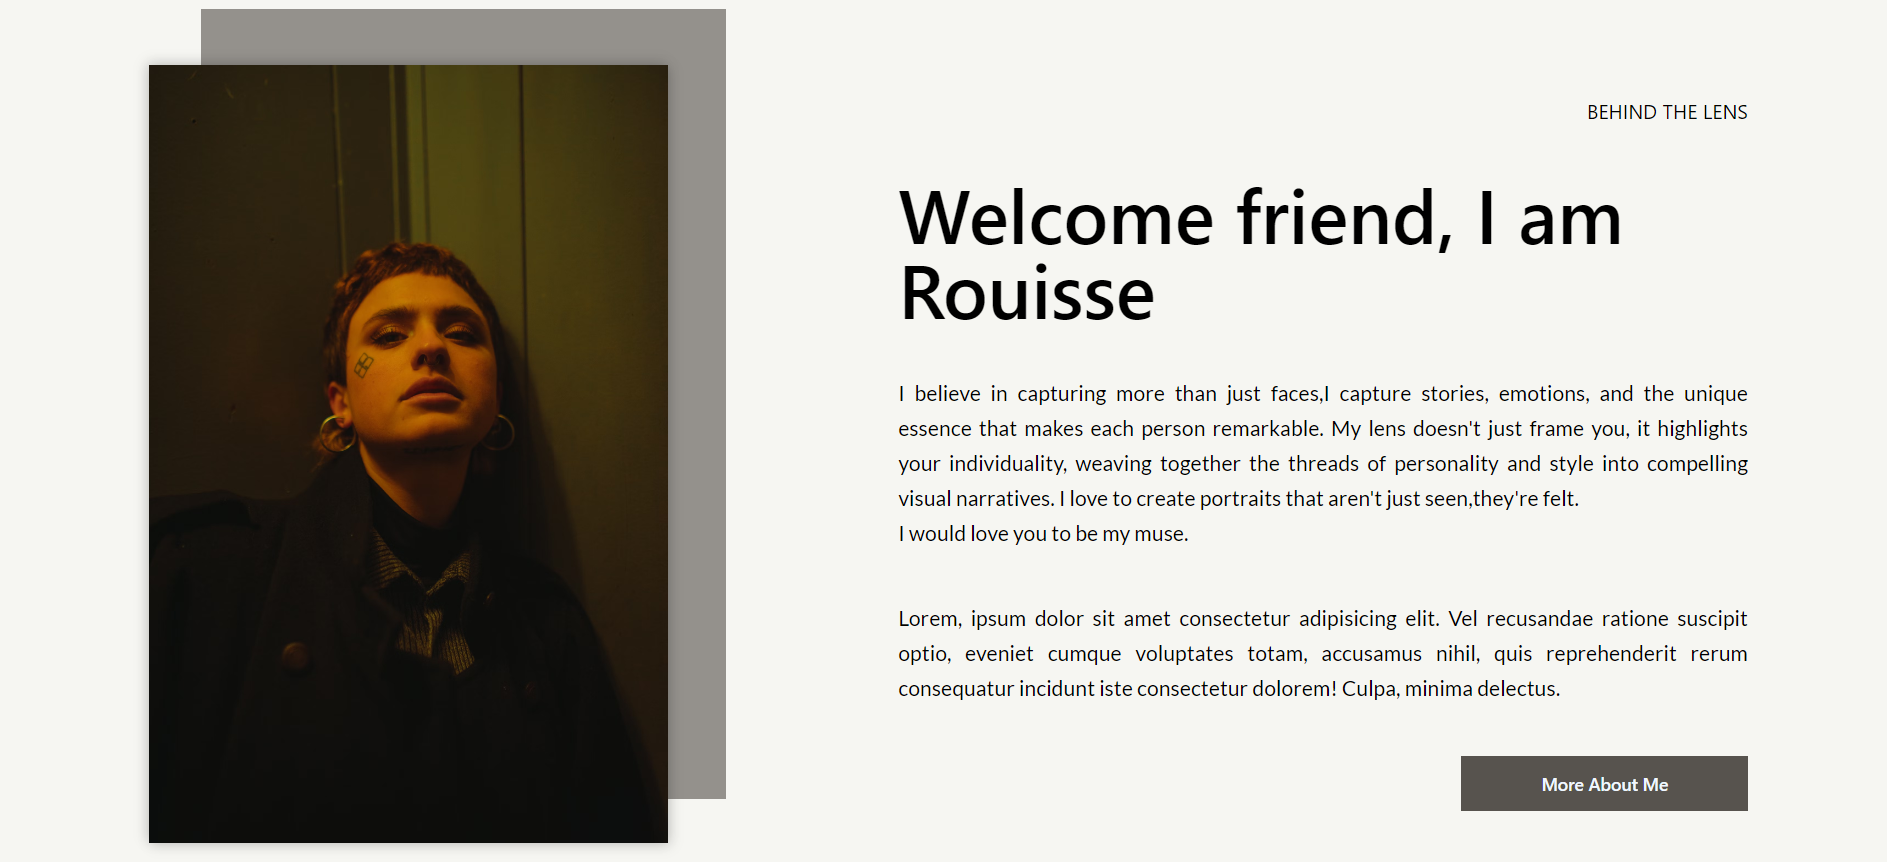 BEHIND THE LENS
Welcome friend, I am
Rouisse
I believe in capturing more than just faces,I capture stories, emotions, and the unique
essence that makes each person remarkable. My lens doesn't just frame you, it highlights
your individuality, weaving together the threads of personality and style into compelling
visual narratives. I love to create portraits that aren't just seen,they're felt.
I would love you to be my muse.
Lorem, ipsum dolor sit amet consectetur adipisicing elit. Vel recusandae ratione suscipit
optio, eveniet cumque voluptates totam, accusamus nihil, quis reprehenderit rerum
consequatur incidunt iste consectetur dolorem! Culpa, minima delectus.
More About Me